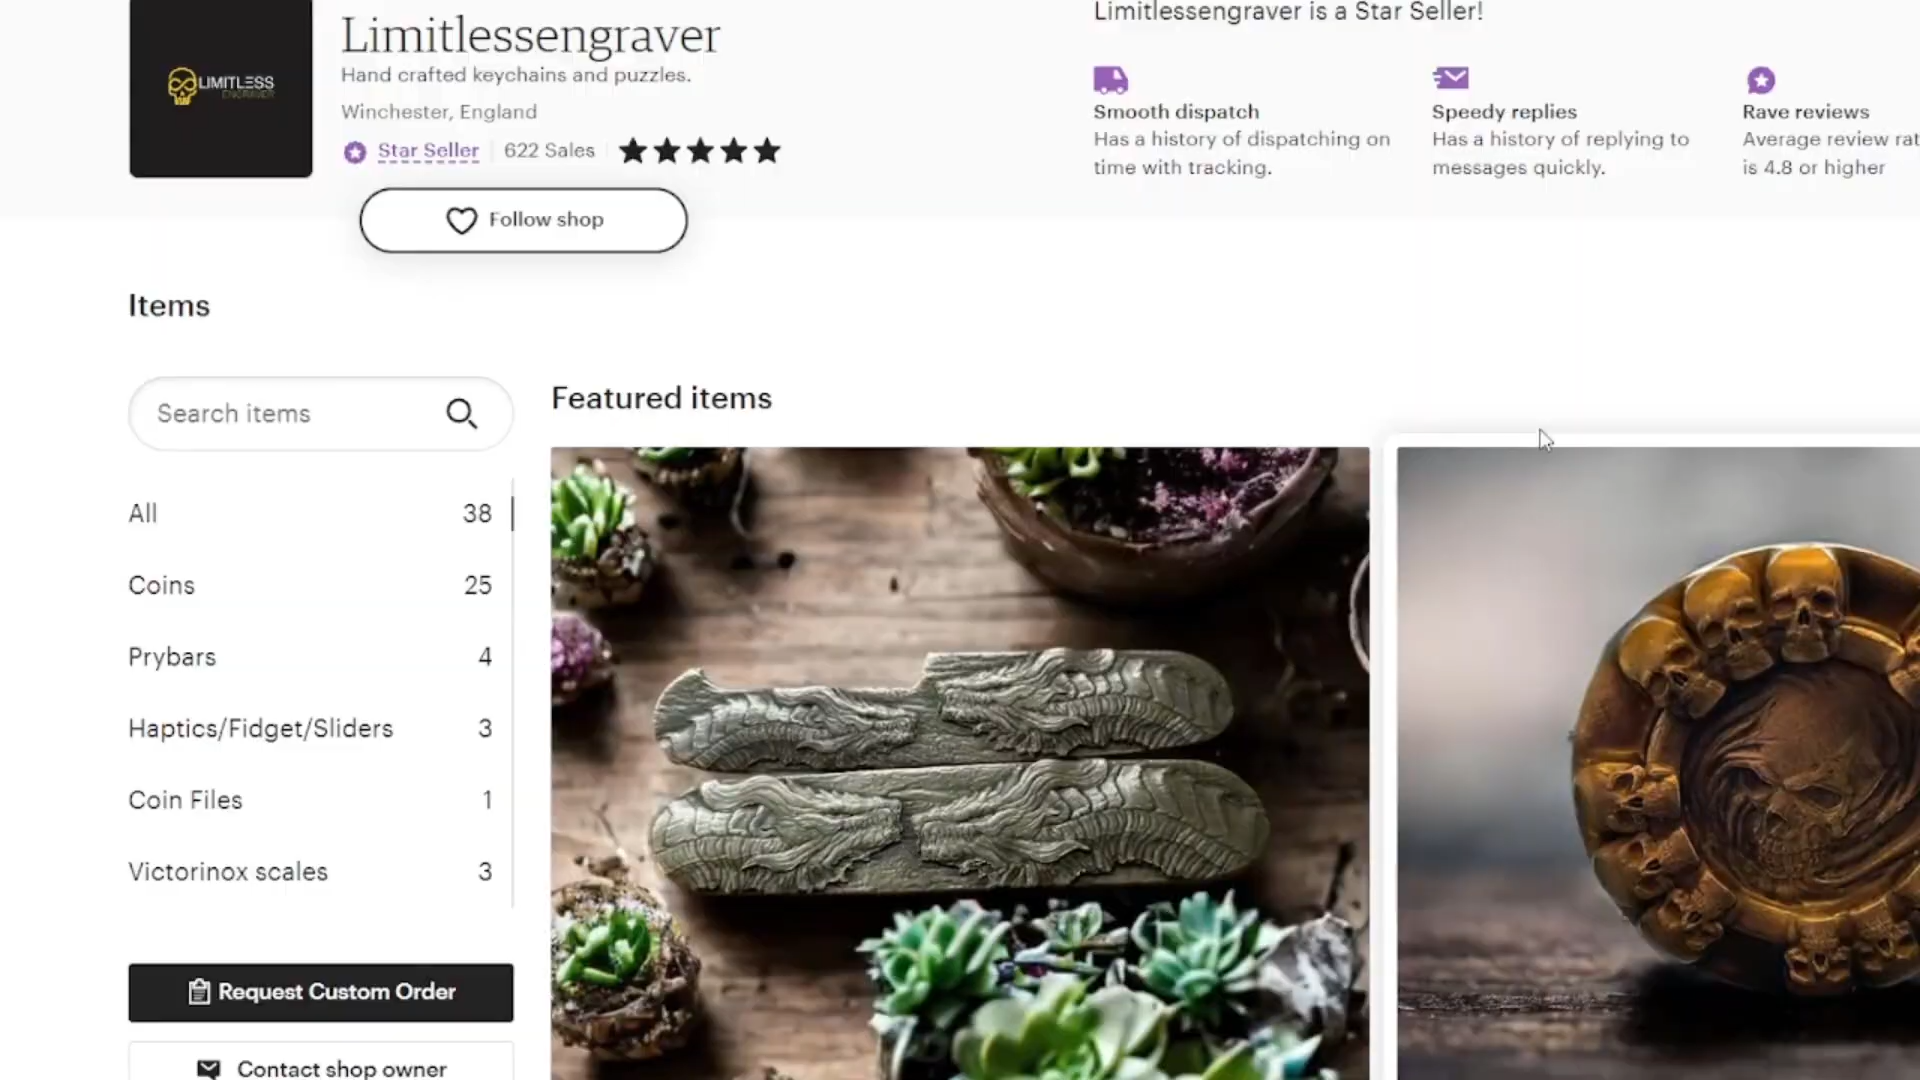 LIMITLESS
ENGRAVER
Limitlessengraver
Hand crafted keychains and puzzles.
Winchester, England
Star Seller
622 Sales
Follow shop
Limitlessengraver is a Star Seller!
Smooth dispatch
Has a history of dispatching on
time with tracking.
Speedy replies
Has a history of replying to
messages quickly.
Rave reviews
Average review rat
is 4.8 or higher
Items
Search items
All 38
Coins 25
Prybars 4
Haptics/Fidget/Sliders 3
Coin Files 1
Victorinox scales 3
Request Custom Order
Contact shop owner
Featured items